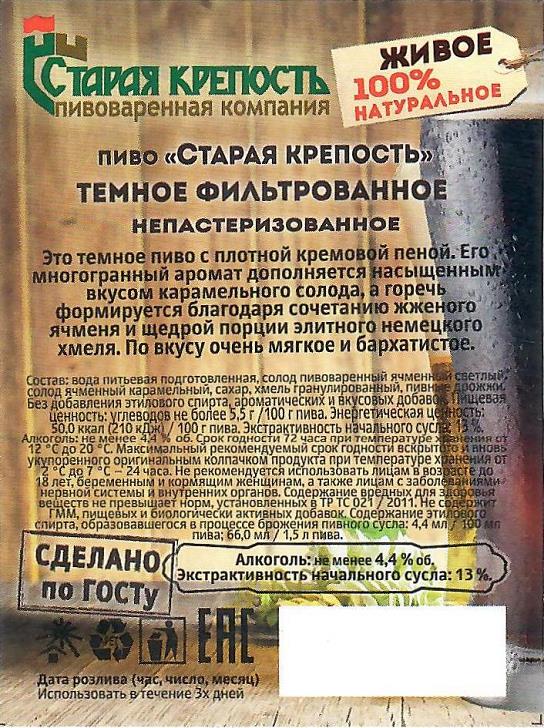 Старая крепость
пивоваренная компания
ЖИВОЕ
100%
НАТУРАЛЬНОЕ
пиво «Старая крепость»
темное фильтрованное
непастеризованное
Это темное пиво с плотной кремовой пеной. Его
многогранный аромат дополняется насыщенным
вкусом карамельного солода, а горечь
формируется благодаря сочетанию жженого
ячменя и щедрой порции элитного немецкого
хмеля. По вкусу очень мягкое и бархатистое.
Состав: вода питьевая подготовленная, солод пивоваренный ячменный светлый,
солод ячменный карамельный, сахар, хмель гранулированный, пивные дрожжи.
Без добавления этилового спирта, ароматических и вкусовых добавок. Пищевая
ценность: углеводов не более 5,5 г /100 г пива. Энергетическая ценность:
50,0 ккал (210 кДж) / 100 г пива. Экстрактивность начального сусла: 13 %.
Алкоголь: не менее 4,4 % об. Срок годности 72 часа при температуре хранения от
12 °С до 20 °С. Максимальный рекомендуемый срок годности вскрытого и вновь
укупоренного оригинальным колпачком продукта при температуре хранения от
2 °С до 7 °С — 24 часа. Не рекомендуется использовать лицам в возрасте до
18 лет, беременным и кормящим женщинам, а также лицам с заболеваниями
нервной системы и внутренних органов. Содержание вредных для здоровья
веществ не превышает норм, установленных в ТР ТС 021 / 2011. Не содержит
ГММ, пищевых и биологически активных добавок. Содержание этилового
спирта, образовавшегося в процессе брожения пивного сусла: 4,4 мл / 100 мл
пива; 66,0 мл / 1,5 л пива.
СДЕЛАНО
по ГОСТу
Алкоголь: не менее 4,4 % об.
Экстрактивность начального сусла: 13 %.
ЕАС
Дата розлива (час, число, месяц)
Использовать в течение 3х дней